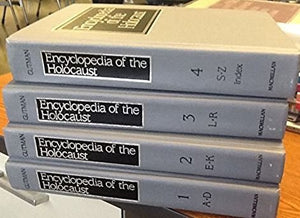 Encyclopedia
of the
Holocaust
GUTMAN
Encyclopedia of the
Holocaust
4
S-Z
Index
MACMILLAN
GUTMAN
Encyclopedia of the
Holocaust
3
L-R
MACMILLAN
GUTMAN
Encyclopedia of the
Holocaust
2
E-K
MACMILLAN
GUTMAN
Encyclopedia of the
Holocaust
1
A-D
MACMILLAN